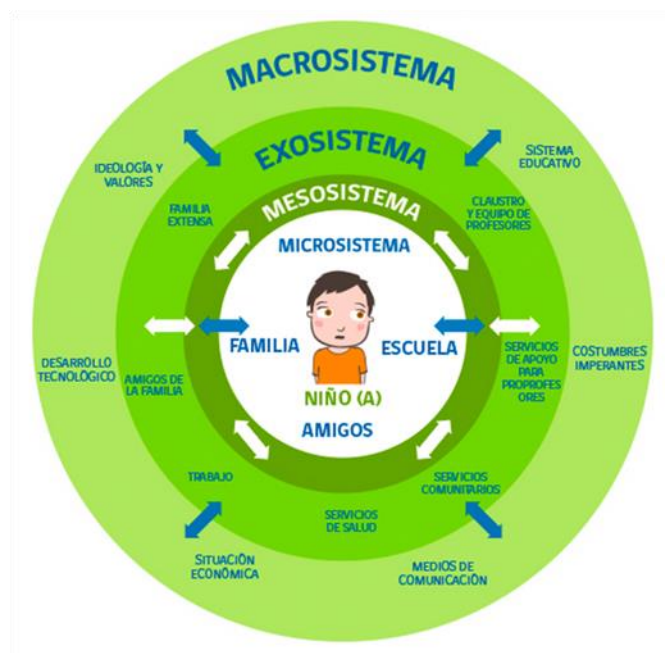 MACROSISTEMA
EXOSISTEMA
MESOSISTEMA
MICROSISTEMA
IDEOLOGÍA Y
VALORES
SISTEMA
EDUCATIVO
FAMILIA
EXTENSA
CLAUSTRO
Y EQUIPO DE
PROFESORES
FAMILIA
ESCUELA
NIÑO (A)
AMIGOS
DESARROLLO
TECNOLÓGICO
AMIGOS DE
LA FAMILIA
SERVICIOS
DE APOYO
PARA
PROPROFES
ORES
COSTUMBRES
IMPERANTES
TRABAJO
SERVICIOS
DE SALUD
SERVICIOS
COMUNITARIOS
SITUACIÓN
ECONÓMICA
MEDIOS DE
COMUNICACIÓN